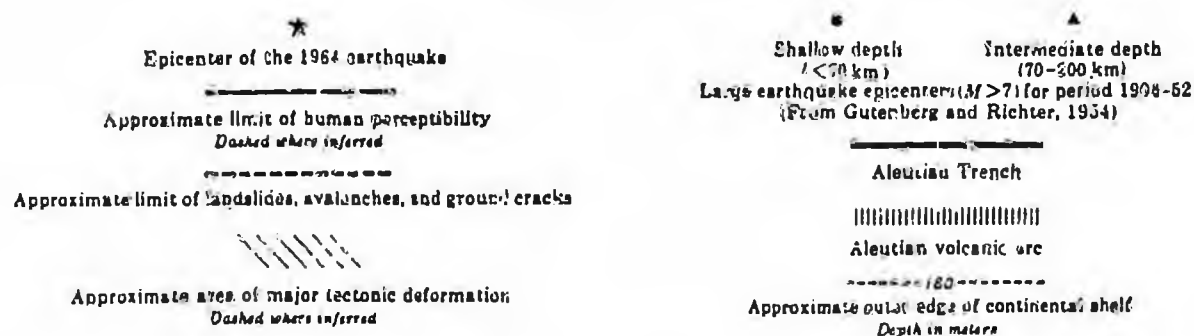 Epicenter of the 1964 earthquake
Approximate limit of human perceptibility
Dashed where inferred
Approximate limit of landslides, avalanches, and ground cracks
Approximate area of major tectonic deformation
Dashed where inferred
Shallow depth
(<70 km)
Intermediate depth
(70-300 km)
Large earthquake epicenters (M >7) for period 1904-52
(From Gutenberg and Richter, 1954)
Aleutian Trench
Aleutian volcanic arc
180
Approximate outer edge of continental shelf
Depth in meters